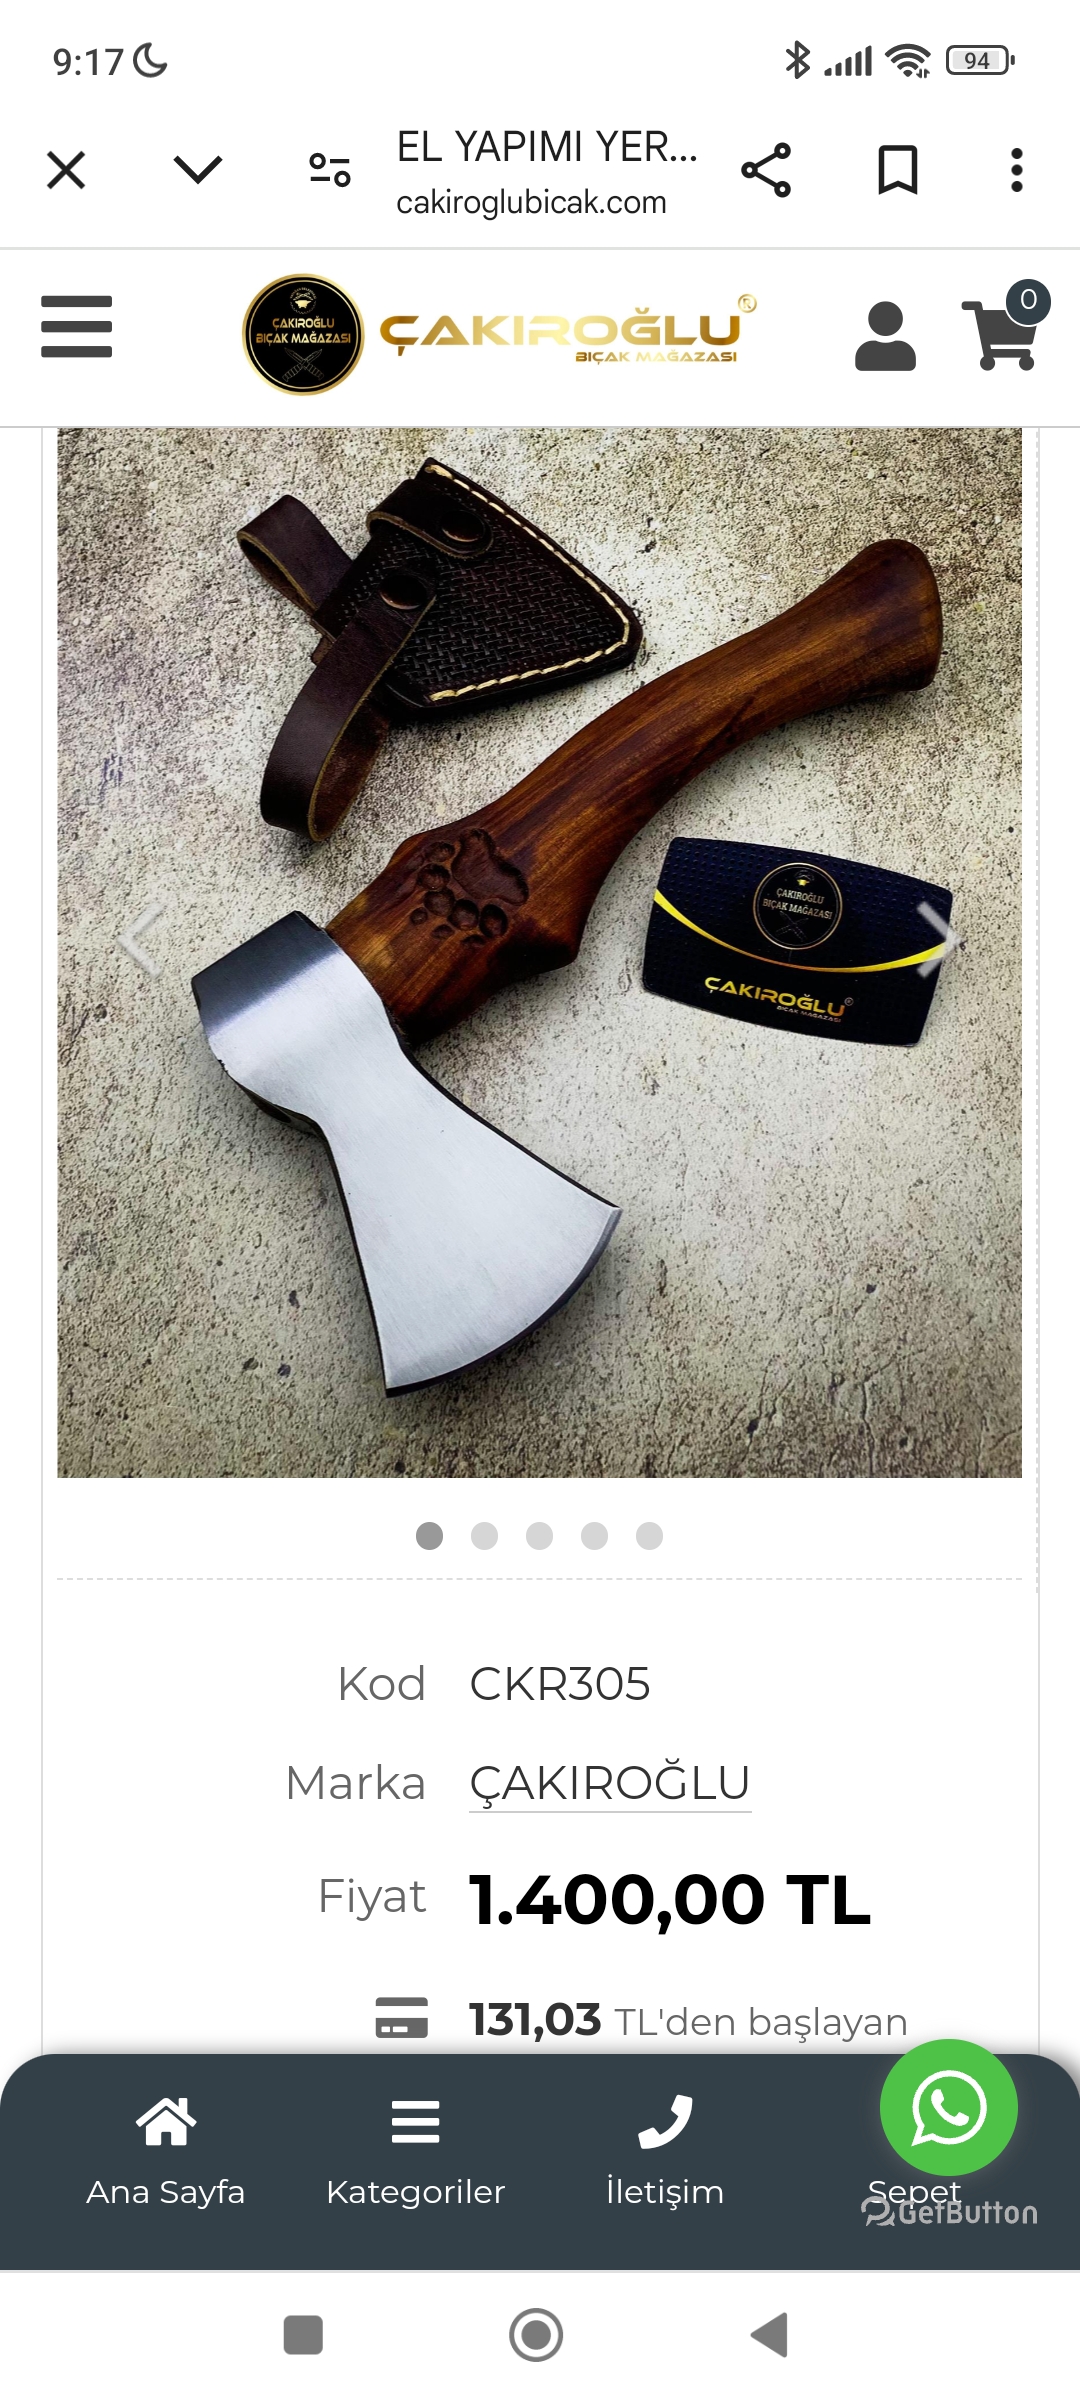 9:17
94
EL YAPIMI YER...
cakiroglubicak.com
ÇAKIROĞLU
BIÇAK MAĞAZASI
ÇAKIROĞLU®
BIÇAK MAĞAZASI
0
ÇAKIROĞLU
BIÇAK MAĞAZASI
ÇAKIROĞLU®
BIÇAK MAĞAZASI
Kod CKR305
Marka ÇAKIROĞLU
Fiyat 1.400,00 TL
131,03 TL'den başlayan
Ana Sayfa Kategoriler İletişim Sepet
GetButton